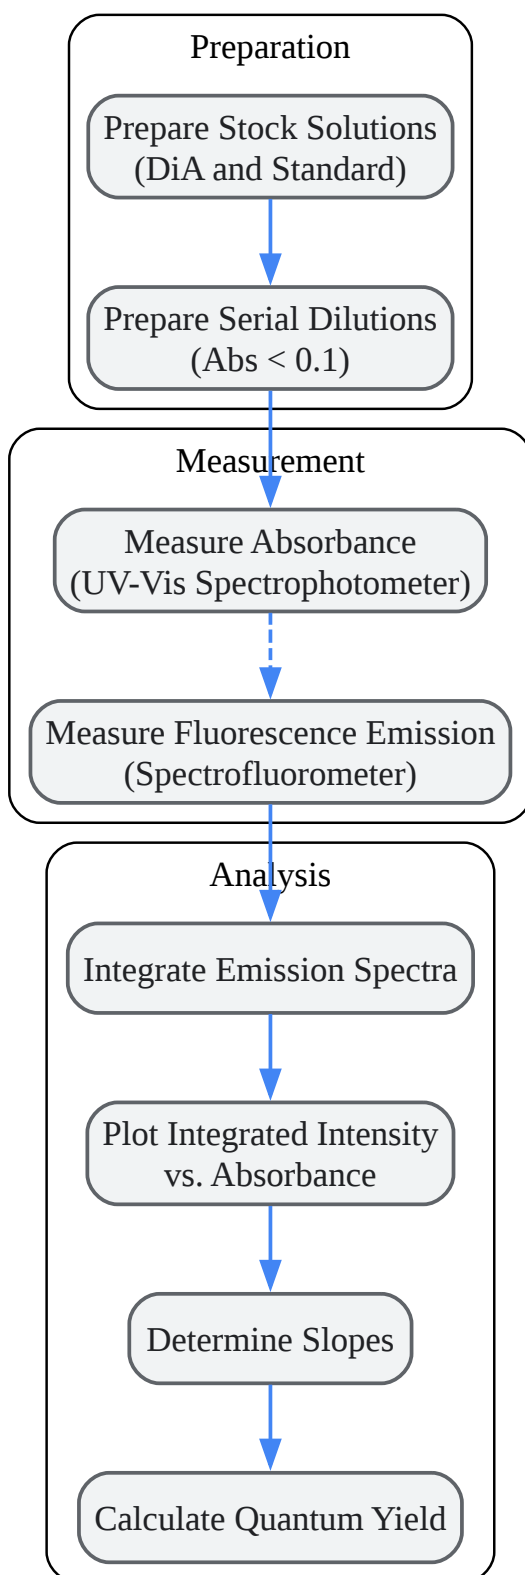 Preparation
Prepare Stock Solutions
(DiA and Standard)
Prepare Serial Dilutions
(Abs < 0.1)
Measurement
Measure Absorbance
(UV-Vis Spectrophotometer)
Measure Fluorescence Emission
(Spectrofluorometer)
Analysis
Integrate Emission Spectra
Plot Integrated Intensity
vs. Absorbance
Determine Slopes
Calculate Quantum Yield